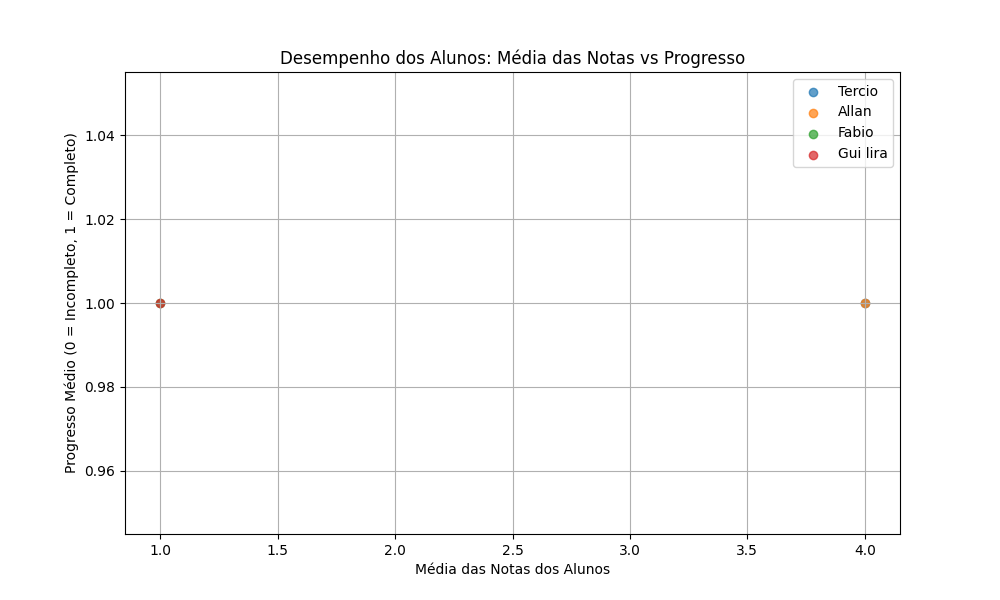 Desempenho dos Alunos: Média das Notas vs Progresso
Tercio
Allan
Fabio
Gui lira
Progresso Médio (0 = Incompleto, 1 = Completo)
1.04
1.02
1.00
0.98
0.96
1.0 1.5 2.0 2.5 3.0 3.5 4.0
Média das Notas dos Alunos